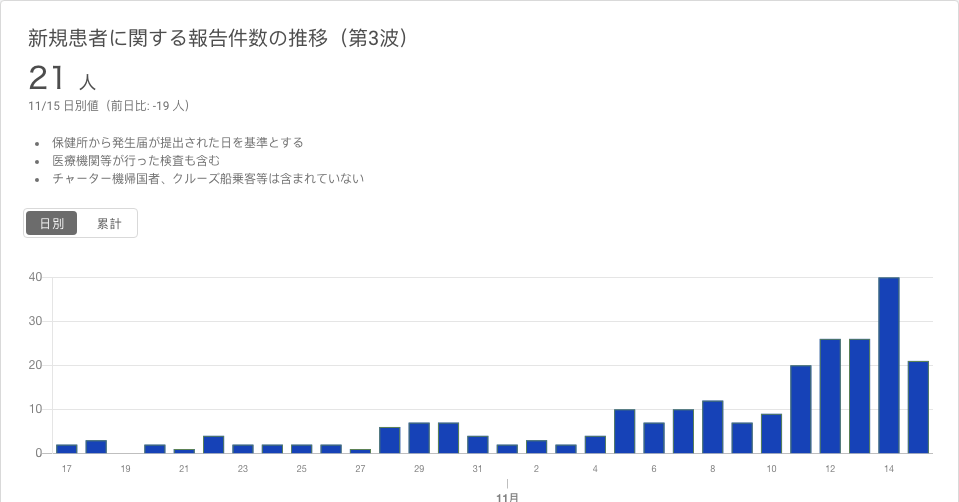 新規患者に関する報告件数の推移（第3波）
21 人
11/15 日別値（前日比: -19 人）
保健所から発生届が提出された日を基準とする
医療機関等が行った検査も含む
チャーター機帰国者、クルーズ船乗客等は含まれていない
日別 累計
40
30
20
10
0
17 19 21 23 25 27 29 31 2 4 6 8 10 12 14
11月